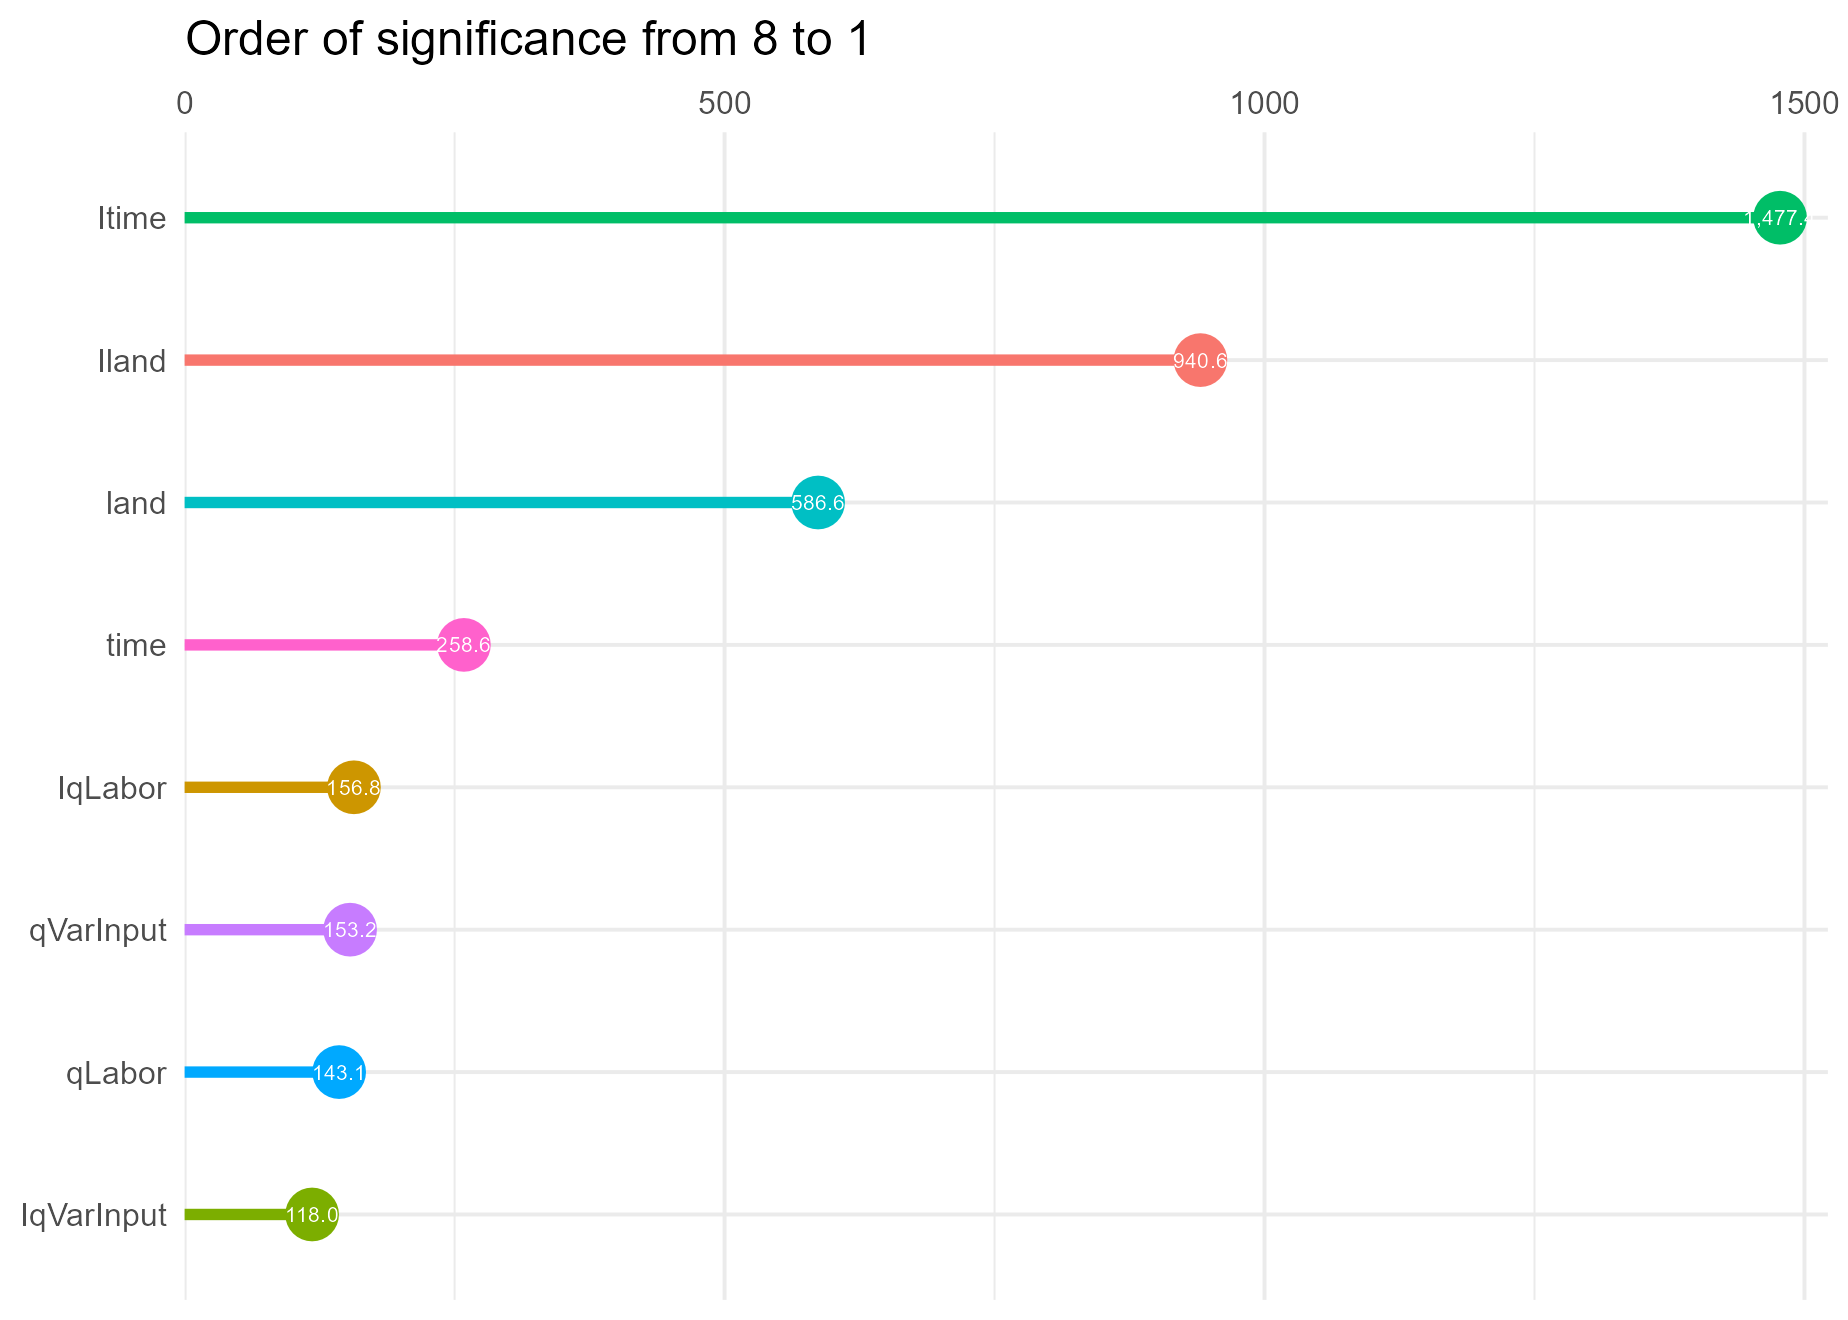 Order of significance from 8 to 1
0 500 1000 1500
ltime 1,477.4
lland 940.6
land 586.6
time 258.6
lqLabor 156.8
qVarInput 153.2
qLabor 143.1
lqVarInput 118.0